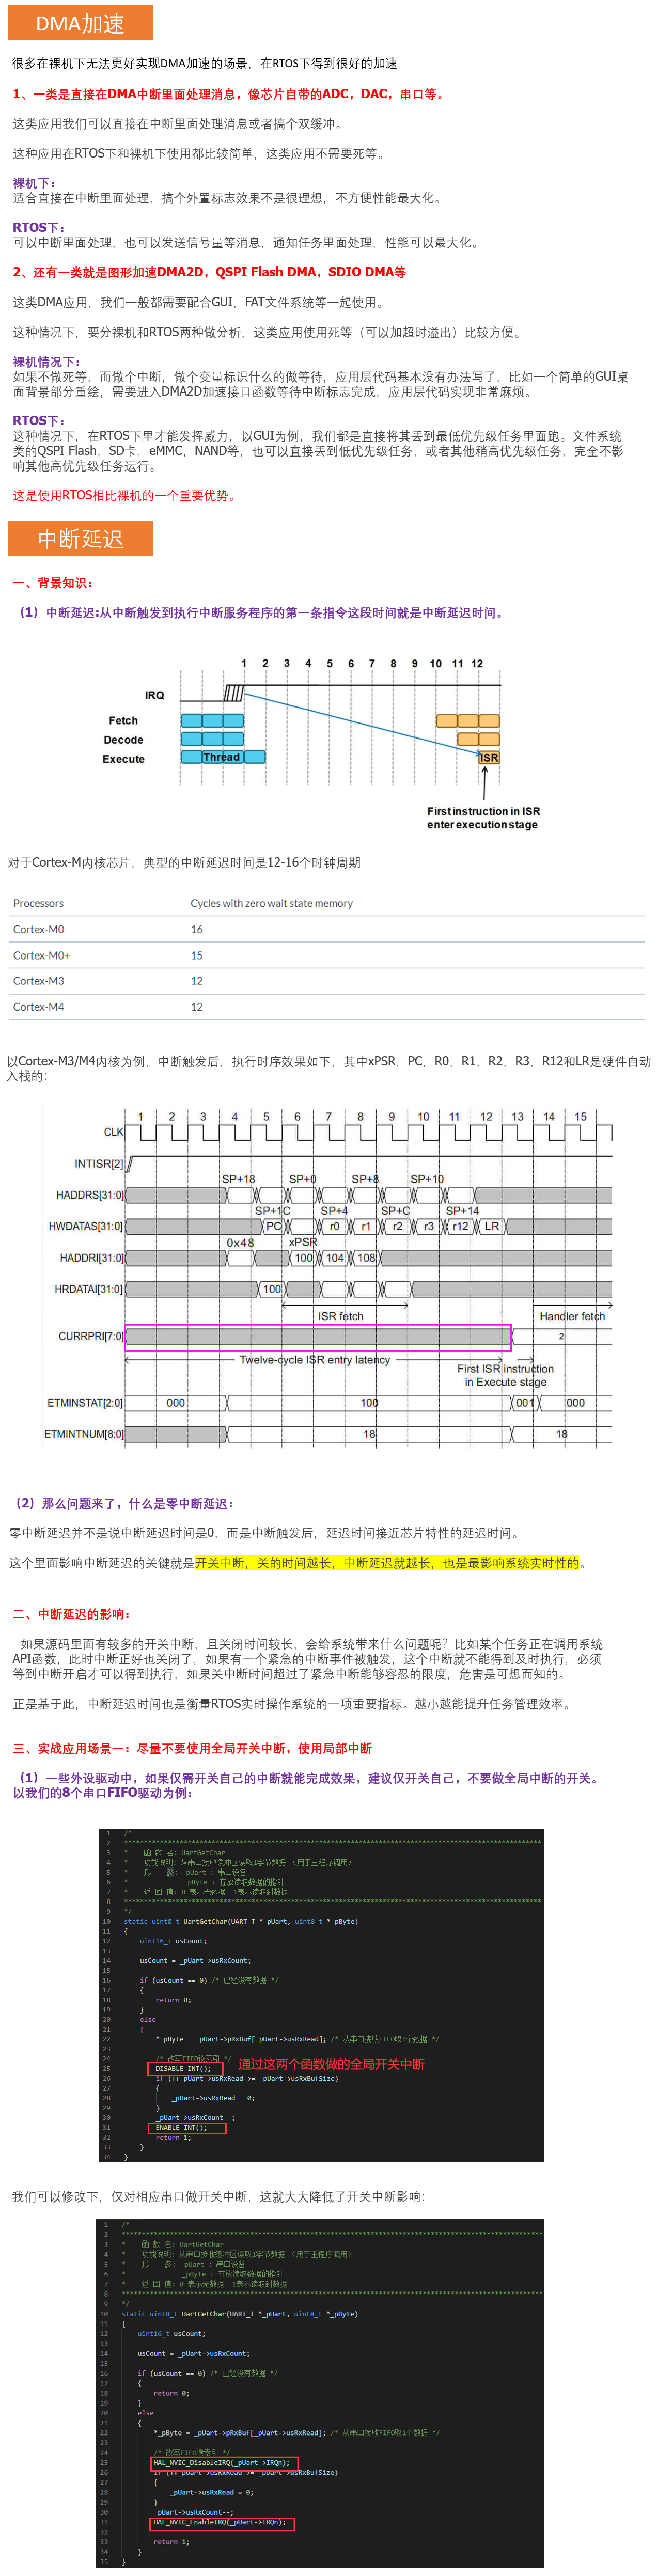 DMA加速
很多在裸机下无法更好实现DMA加速的场景，在RTOS下得到很好的加速
1、一类是直接在DMA中断里面处理消息，像芯片自带的ADC，DAC，串口等。
这类应用我们可以直接在中断里面处理消息或者搞个双缓冲。
这种应用在RTOS下和裸机下使用都比较简单，这类应用不需要死等。
裸机下：
适合直接在中断里面处理，搞个外置标志效果不是很理想，不方便性能最大化。
RTOS下：
可以中断里面处理，也可以发送信号量等消息，通知任务里面处理，性能可以最大化。
2、还有一类就是图形加速DMA2D，QSPI Flash DMA，SDIO DMA等
这类DMA应用，我们一般都需要配合GUI，FAT文件系统等一起使用。
这种情况下，要分裸机和RTOS两种做分析，这类应用使用死等（可以加超时溢出）比较方便。
裸机情况下：
如果不做死等，而做个中断，做个变量标识什么的做等待，应用层代码基本没有办法写了，比如一个简单的GUI桌
面背景部分重绘，需要进入DMA2D加速接口函数等待中断标志完成，应用层代码实现非常麻烦。
RTOS下：
这种情况下，在RTOS下里才能发挥威力，以GUI为例，我们都是直接将其丢到最低优先级任务里面跑。文件系统
类的QSPI Flash，SD卡，eMMC，NAND等，也可以直接丢到低优先级任务，或者其他稍高优先级任务，完全不影
响其他高优先级任务运行。
这是使用RTOS相比裸机的一个重要优势。
中断延迟
一、背景知识：
（1）中断延迟:从中断触发到执行中断服务程序的第一条指令这段时间就是中断延迟时间。
1 2 3 4 5 6 7 8 9 10 11 12
IRQ
Fetch
Decode
Execute Thread ISR
First instruction in ISR
enter execution stage
对于Cortex-M内核芯片，典型的中断延迟时间是12-16个时钟周期
Processors Cycles with zero wait state memory
Cortex-M0 16
Cortex-M0+ 15
Cortex-M3 12
Cortex-M4 12
以Cortex-M3/M4内核为例，中断触发后，执行时序效果如下，其中xPSR，PC，R0，R1，R2，R3，R12和LR是硬件自动
入栈的：
1 2 3 4 5 6 7 8 9 10 11 12 13 14 15
CLK
INTISR[2]
SP+18 SP+0 SP+8 SP+10
HADDRS[31:0]
SP+1C SP+4 SP+C SP+14
HWDATAS[31:0] PC r0 r1 r2 r3 r12 LR
0x48 xPSR
HADDRI[31:0] 100 104 108
HRDATAI[31:0] 100
ISR fetch Handler fetch
CURRPRI[7:0] 2
Twelve-cycle ISR entry latency
First ISR instruction
in Execute stage
ETMINSTAT[2:0] 000 100 001 000
ETMINTNUM[8:0] 18 18
（2）那么问题来了，什么是零中断延迟：
零中断延迟并不是说中断延迟时间是0，而是中断触发后，延迟时间接近芯片特性的延迟时间。
这个里面影响中断延迟的关键就是开关中断，关的时间越长，中断延迟就越长，也是最影响系统实时性的。
二、中断延迟的影响：
如果源码里面有较多的开关中断，且关闭时间较长，会给系统带来什么问题呢？比如某个任务正在调用系统
API函数，此时中断正好也关闭了，如果有一个紧急的中断事件被触发，这个中断就不能得到及时执行，必须
等到中断开启才可以得到执行，如果关中断时间超过了紧急中断能够容忍的限度，危害是可想而知的。
正是基于此，中断延迟时间也是衡量RTOS实时操作系统的一项重要指标。越小越能提升任务管理效率。
三、实战应用场景一：尽量不要使用全局开关中断，使用局部中断
（1）一些外设驱动中，如果仅需开关自己的中断就能完成效果，建议仅开关自己，不要做全局中断的开关。
以我们的8个串口FIFO驱动为例：
1 /*
2 *********************************************************************************************************
3 * 函 数 名: UartGetChar
4 * 功能说明: 从串口接收缓冲区读取1字节数据 （用于主程序调用）
5 * 形 参: _pUart : 串口设备
6 * _pByte : 存放读取数据的指针
7 * 返 回 值: 0 表示无数据 1表示读取到数据
8 *********************************************************************************************************
9 */
10 static uint8_t UartGetChar(UART_T *_pUart, uint8_t *_pByte)
11 {
12 uint16_t usCount;
13
14 usCount = _pUart->usRxCount;
15
16 if (usCount == 0) /* 已经没有数据 */
17 {
18 return 0;
19 }
20 else
21 {
22 *_pByte = _pUart->pRxBuf[_pUart->usRxRead]; /* 从串口接收FIFO取1个数据 */
23
24 /* 改写FIFO读索引 */
25 DISABLE_INT(); 通过这两个函数做的全局开关中断
26 if (++_pUart->usRxRead >= _pUart->usRxBufSize)
27 {
28 _pUart->usRxRead = 0;
29 }
30 _pUart->usRxCount--;
31 ENABLE_INT();
32 return 1;
33 }
34 }
我们可以修改下，仅对相应串口做开关中断，这就大大降低了开关中断影响：
1 /*
2 *********************************************************************************************************
3 * 函 数 名: UartGetChar
4 * 功能说明: 从串口接收缓冲区读取1字节数据 （用于主程序调用）
5 * 形 参: _pUart : 串口设备
6 * _pByte : 存放读取数据的指针
7 * 返 回 值: 0 表示无数据 1表示读取到数据
8 *********************************************************************************************************
9 */
10 static uint8_t UartGetChar(UART_T *_pUart, uint8_t *_pByte)
11 {
12 uint16_t usCount;
13
14 usCount = _pUart->usRxCount;
15
16 if (usCount == 0) /* 已经没有数据 */
17 {
18 return 0;
19 }
20 else
21 {
22 *_pByte = _pUart->pRxBuf[_pUart->usRxRead]; /* 从串口接收FIFO取1个数据 */
23
24 /* 改写FIFO读索引 */
25 HAL_NVIC_DisableIRQ(_pUart->IRQn);
26 if (++_pUart->usRxRead >= _pUart->usRxBufSize)
27 {
28 _pUart->usRxRead = 0;
29 }
30 _pUart->usRxCount--;
31 HAL_NVIC_EnableIRQ(_pUart->IRQn);
32
33 return 1;
34 }
35 }